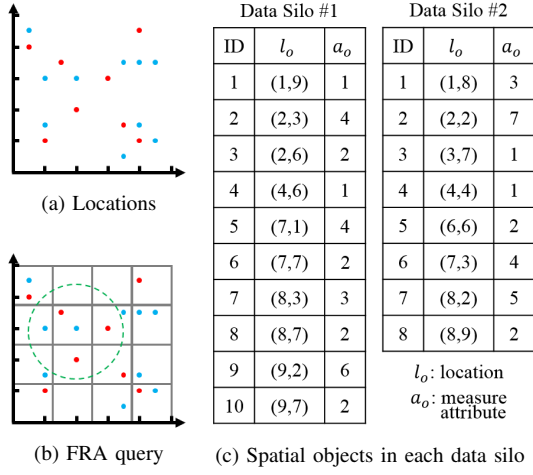 Data Silo #1
Data Silo #2
ID l_o a_o
1 (1,9) 1
2 (2,3) 4
3 (2,6) 2
4 (4,6) 1
5 (7,1) 4
6 (7,7) 2
7 (8,3) 3
8 (8,7) 2
9 (9,2) 6
10 (9,7) 2
ID l_o a_o
1 (1,8) 3
2 (2,2) 7
3 (3,7) 1
4 (4,4) 1
5 (6,6) 2
6 (7,3) 4
7 (8,2) 5
8 (8,9) 2
l_o: location
a_o: measure
attribute
(a) Locations
(b) FRA query
(c) Spatial objects in each data silo